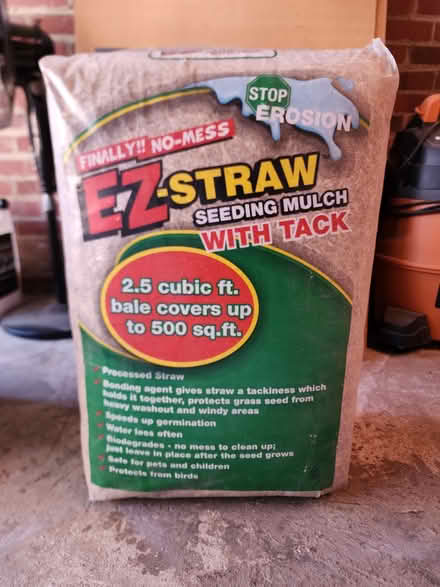 STOP
EROSION
FINALLY!! NO-MESS
EZ-STRAW
SEEDING MULCH
WITH TACK
2.5 cubic ft.
bale covers up
to 500 sq.ft.
Processed Straw
Bonding agent gives straw a tackiness which
holds it together, protects grass seed from
heavy washout and windy areas
Speeds up germination
Water less often
Biodegrades - no mess to clean up;
just leave in place after the seed grows
Safe for pets and children
Protects from birds